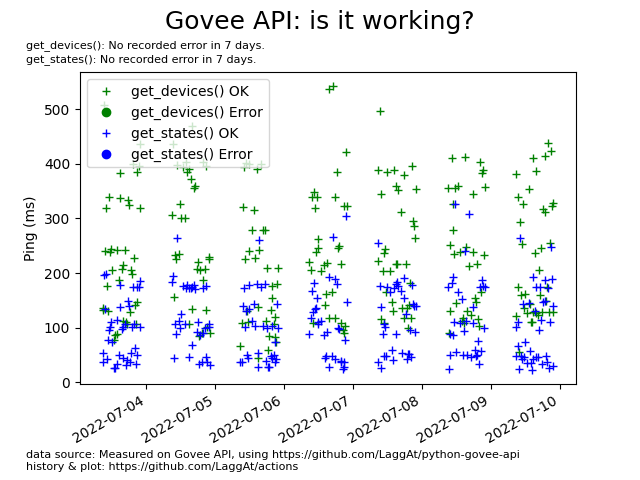 Govee API: is it working?
get_devices(): No recorded error in 7 days.
get_states(): No recorded error in 7 days.
get_devices() OK
get_devices() Error
get_states() OK
get_states() Error
500
400
300
200
100
0
Ping (ms)
2022-07-04
2022-07-05
2022-07-06
2022-07-07
2022-07-08
2022-07-09
2022-07-10
data source: Measured on Govee API, using https://github.com/LaggAt/python-govee-api
history & plot: https://github.com/LaggAt/actions